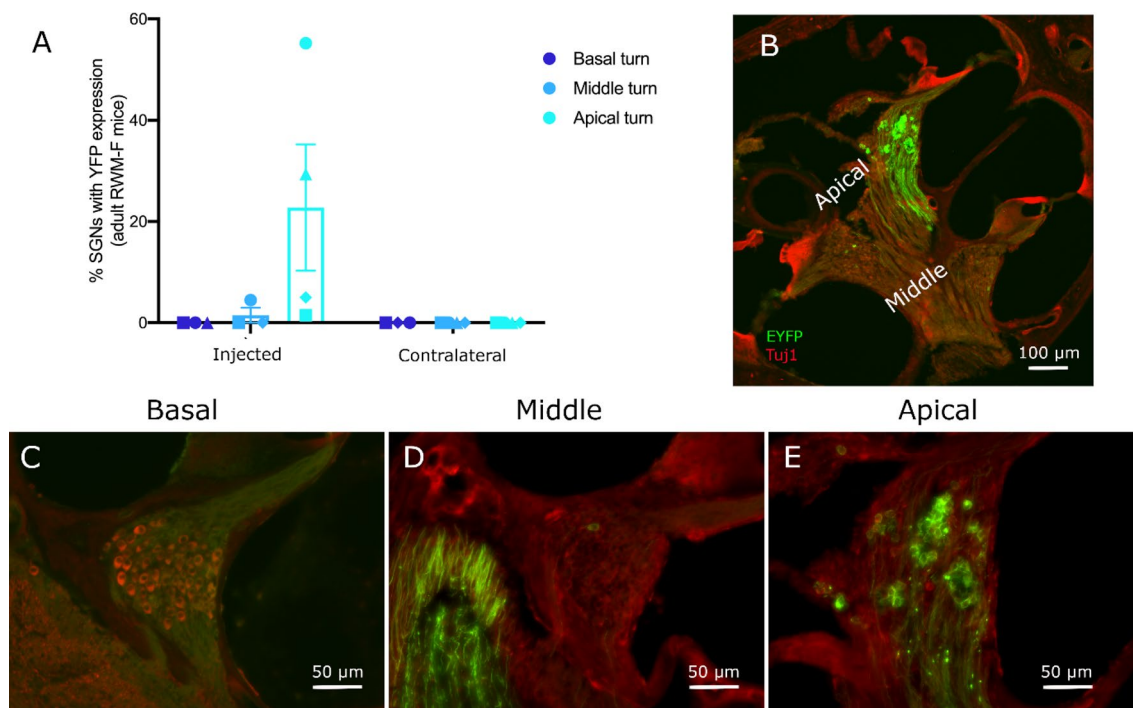 A
60
40
20
0
% SGNs with YFP expression
(adult RWM-F mice)
Injected
Contralateral
Basal turn
Middle turn
Apical turn
B
Apical
Middle
EYFP
Tuj1
100 µm
Basal
Middle
Apical
C
50 µm
D
50 µm
E
50 µm